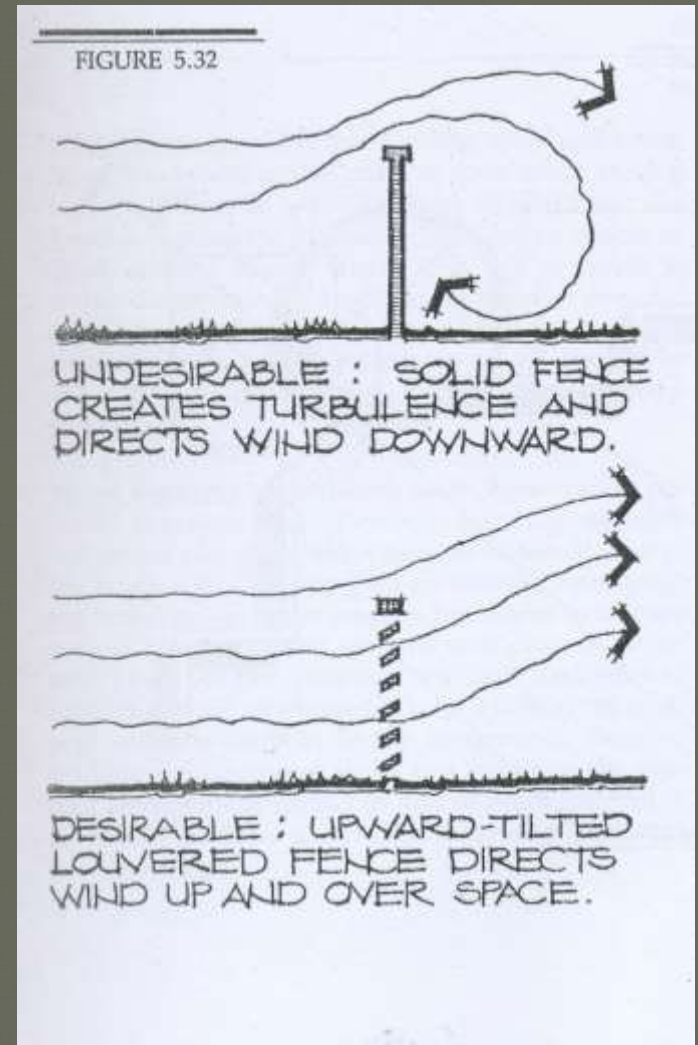 FIGURE 5.32
UNDESIRABLE : SOLID FENCE
CREATES TURBULENCE AND
DIRECTS WIND DOWNWARD.
DESIRABLE : UPWARD-TILTED
LOUVERED FENCE DIRECTS
WIND UP AND OVER SPACE.